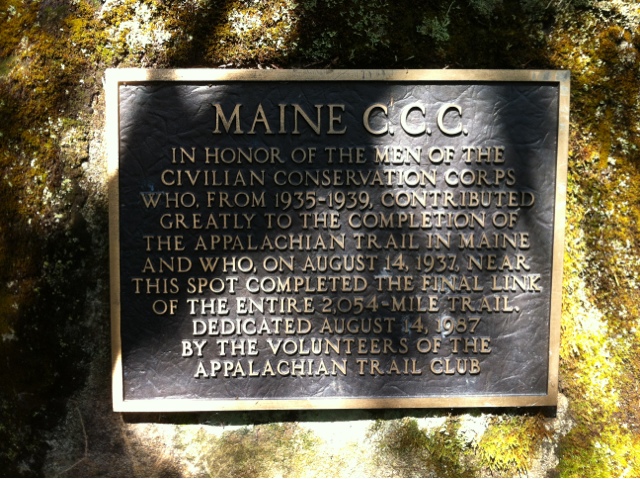 MAINE C.C.C.
IN HONOR OF THE MEN OF THE
CIVILIAN CONSERVATION CORPS
WHO, FROM 1935-1939, CONTRIBUTED
GREATLY TO THE COMPLETION OF
THE APPALACHIAN TRAIL IN MAINE
AND WHO, ON AUGUST 14, 1937, NEAR
THIS SPOT COMPLETED THE FINAL LINK
OF THE ENTIRE 2,054-MILE TRAIL.
DEDICATED AUGUST 14, 1987
BY THE VOLUNTEERS OF THE
APPALACHIAN TRAIL CLUB